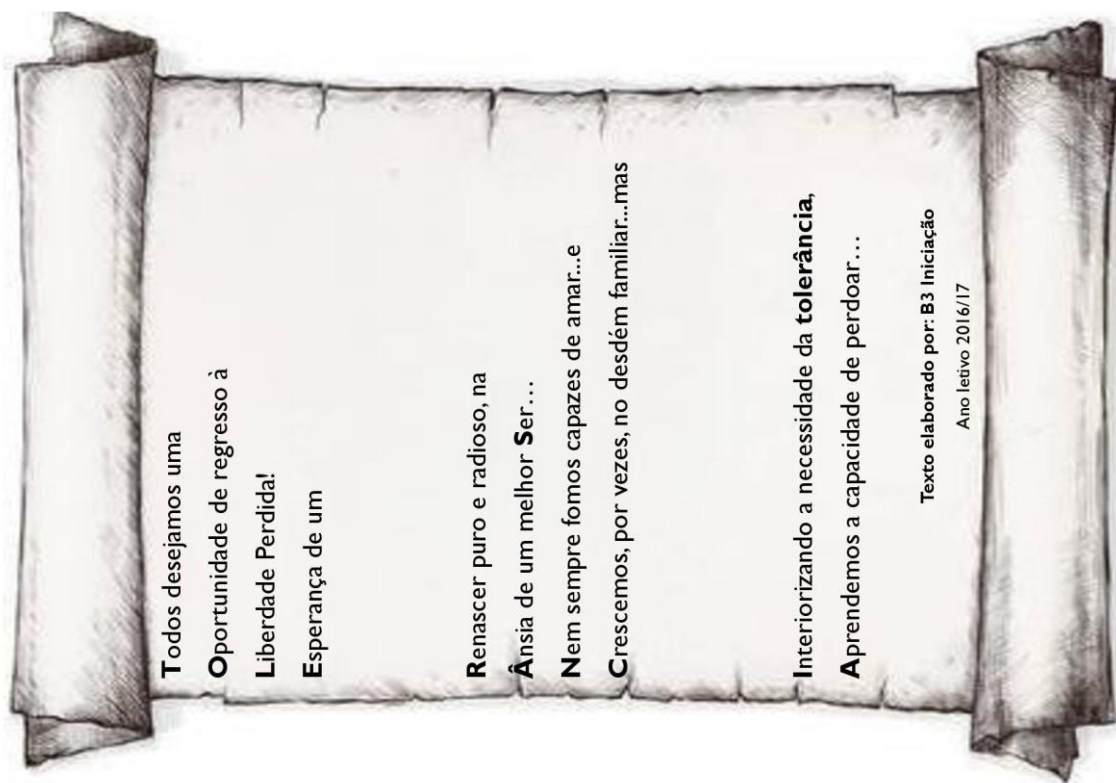 Todos desejamos uma
Oportunidade de regresso à
Liberdade Perdida!
Esperança de um
Renascer puro e radioso, na
Ânsia de um melhor Ser...
Nem sempre fomos capazes de amar...e
Crescemos, por vezes, no desdém familiar...mas
Interiorizando a necessidade da tolerância,
Aprendemos a capacidade de perdoar...
Texto elaborado por: B3 Iniciação
Ano letivo 2016/17